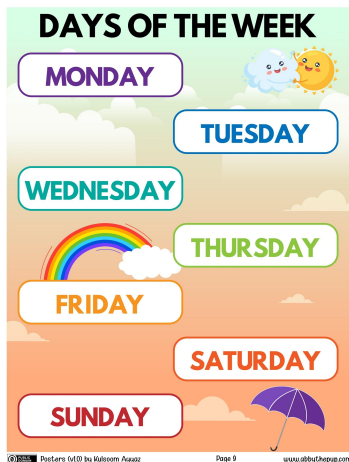 DAYS OF THE WEEK
MONDAY
TUESDAY
WEDNESDAY
THURSDAY
FRIDAY
SATURDAY
SUNDAY
Posters (v1.0) by Kulsoom Ayyaz Page 9 www.abbuthepup.com